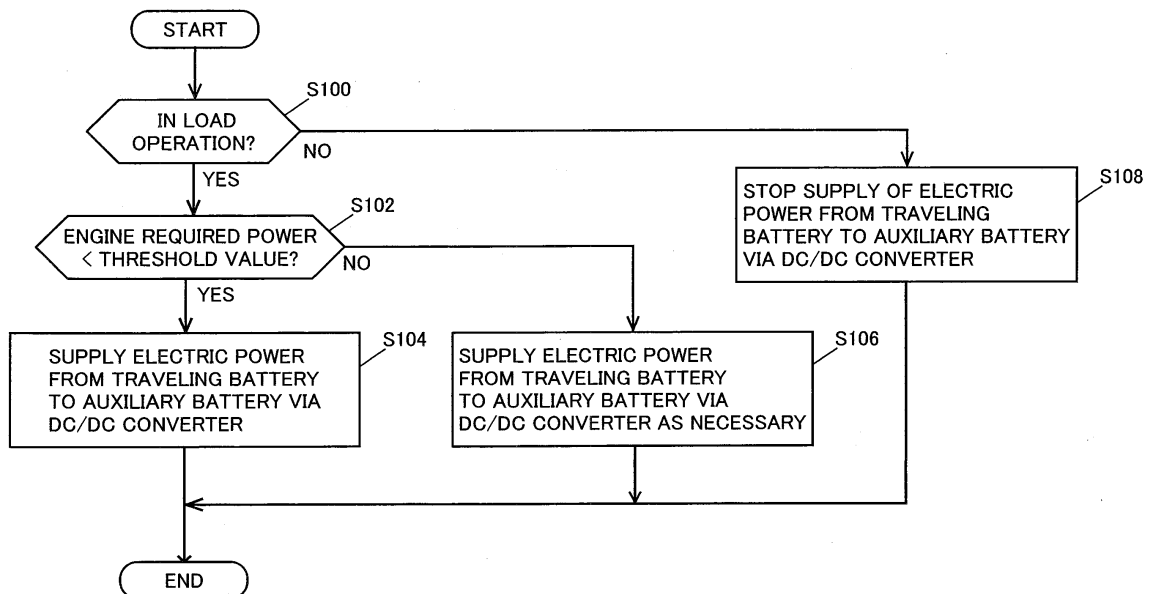 START
S100
IN LOAD
OPERATION?
NO
YES
S102
ENGINE REQUIRED POWER
< THRESHOLD VALUE?
NO
YES
S108
STOP SUPPLY OF ELECTRIC
POWER FROM TRAVELING
BATTERY TO AUXILIARY BATTERY
VIA DC/DC CONVERTER
S104
SUPPLY ELECTRIC POWER
FROM TRAVELING BATTERY
TO AUXILIARY BATTERY VIA
DC/DC CONVERTER
S106
SUPPLY ELECTRIC POWER
FROM TRAVELING BATTERY
TO AUXILIARY BATTERY VIA
DC/DC CONVERTER AS NECESSARY
END